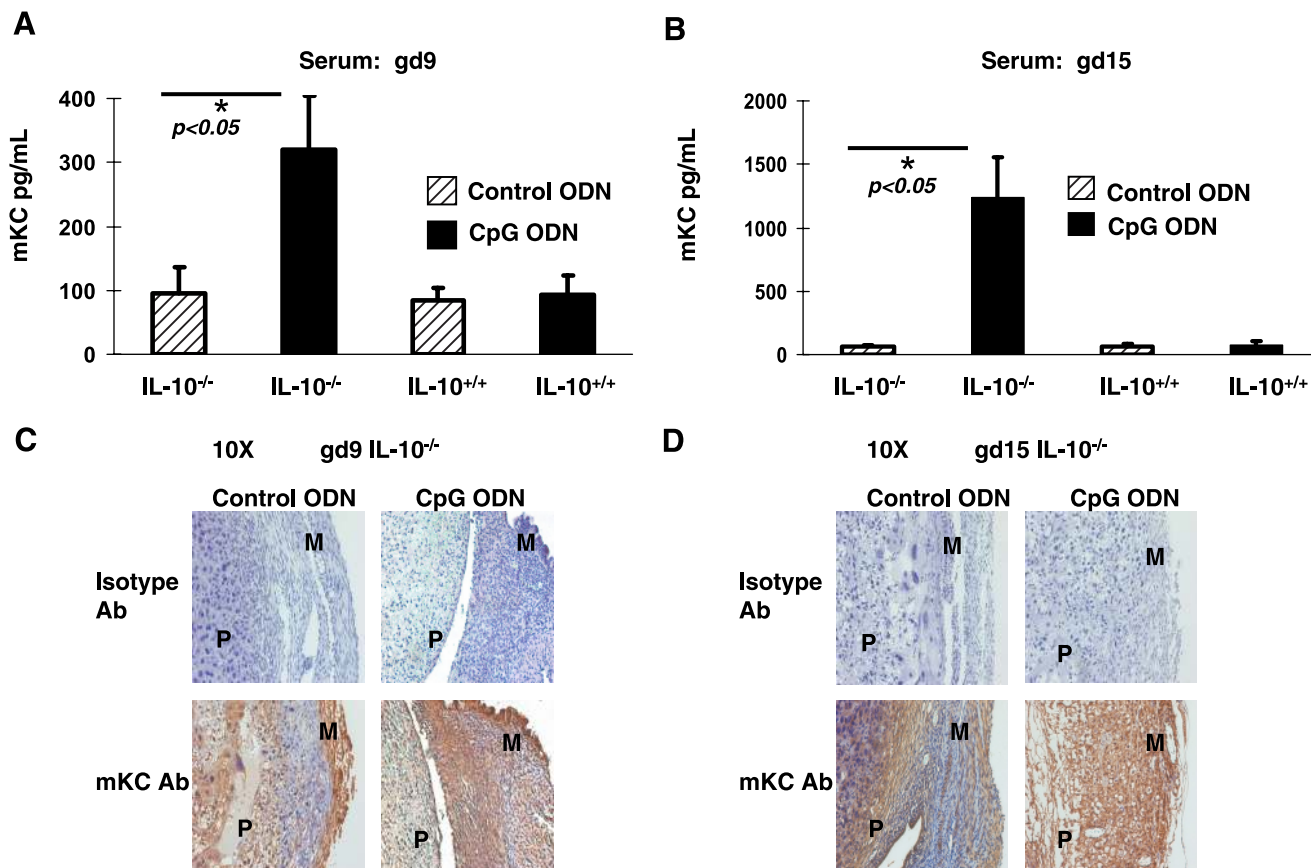 A
Serum: gd9
mKC pg/mL
400
300
200
100
0
*
p<0.05
Control ODN
CpG ODN
IL-10-/- IL-10-/- IL-10+/+ IL-10+/+
B
Serum: gd15
mKC pg/mL
2000
1500
1000
500
0
*
p<0.05
Control ODN
CpG ODN
IL-10-/- IL-10-/- IL-10+/+ IL-10+/+
C
10X gd9 IL-10-/-
Control ODN CpG ODN
Isotype
Ab
M
P
M
P
mKC Ab
M
P
M
P
D
10X gd15 IL-10-/-
Control ODN CpG ODN
Isotype
Ab
M
P
M
P
mKC Ab
M
P
M
P